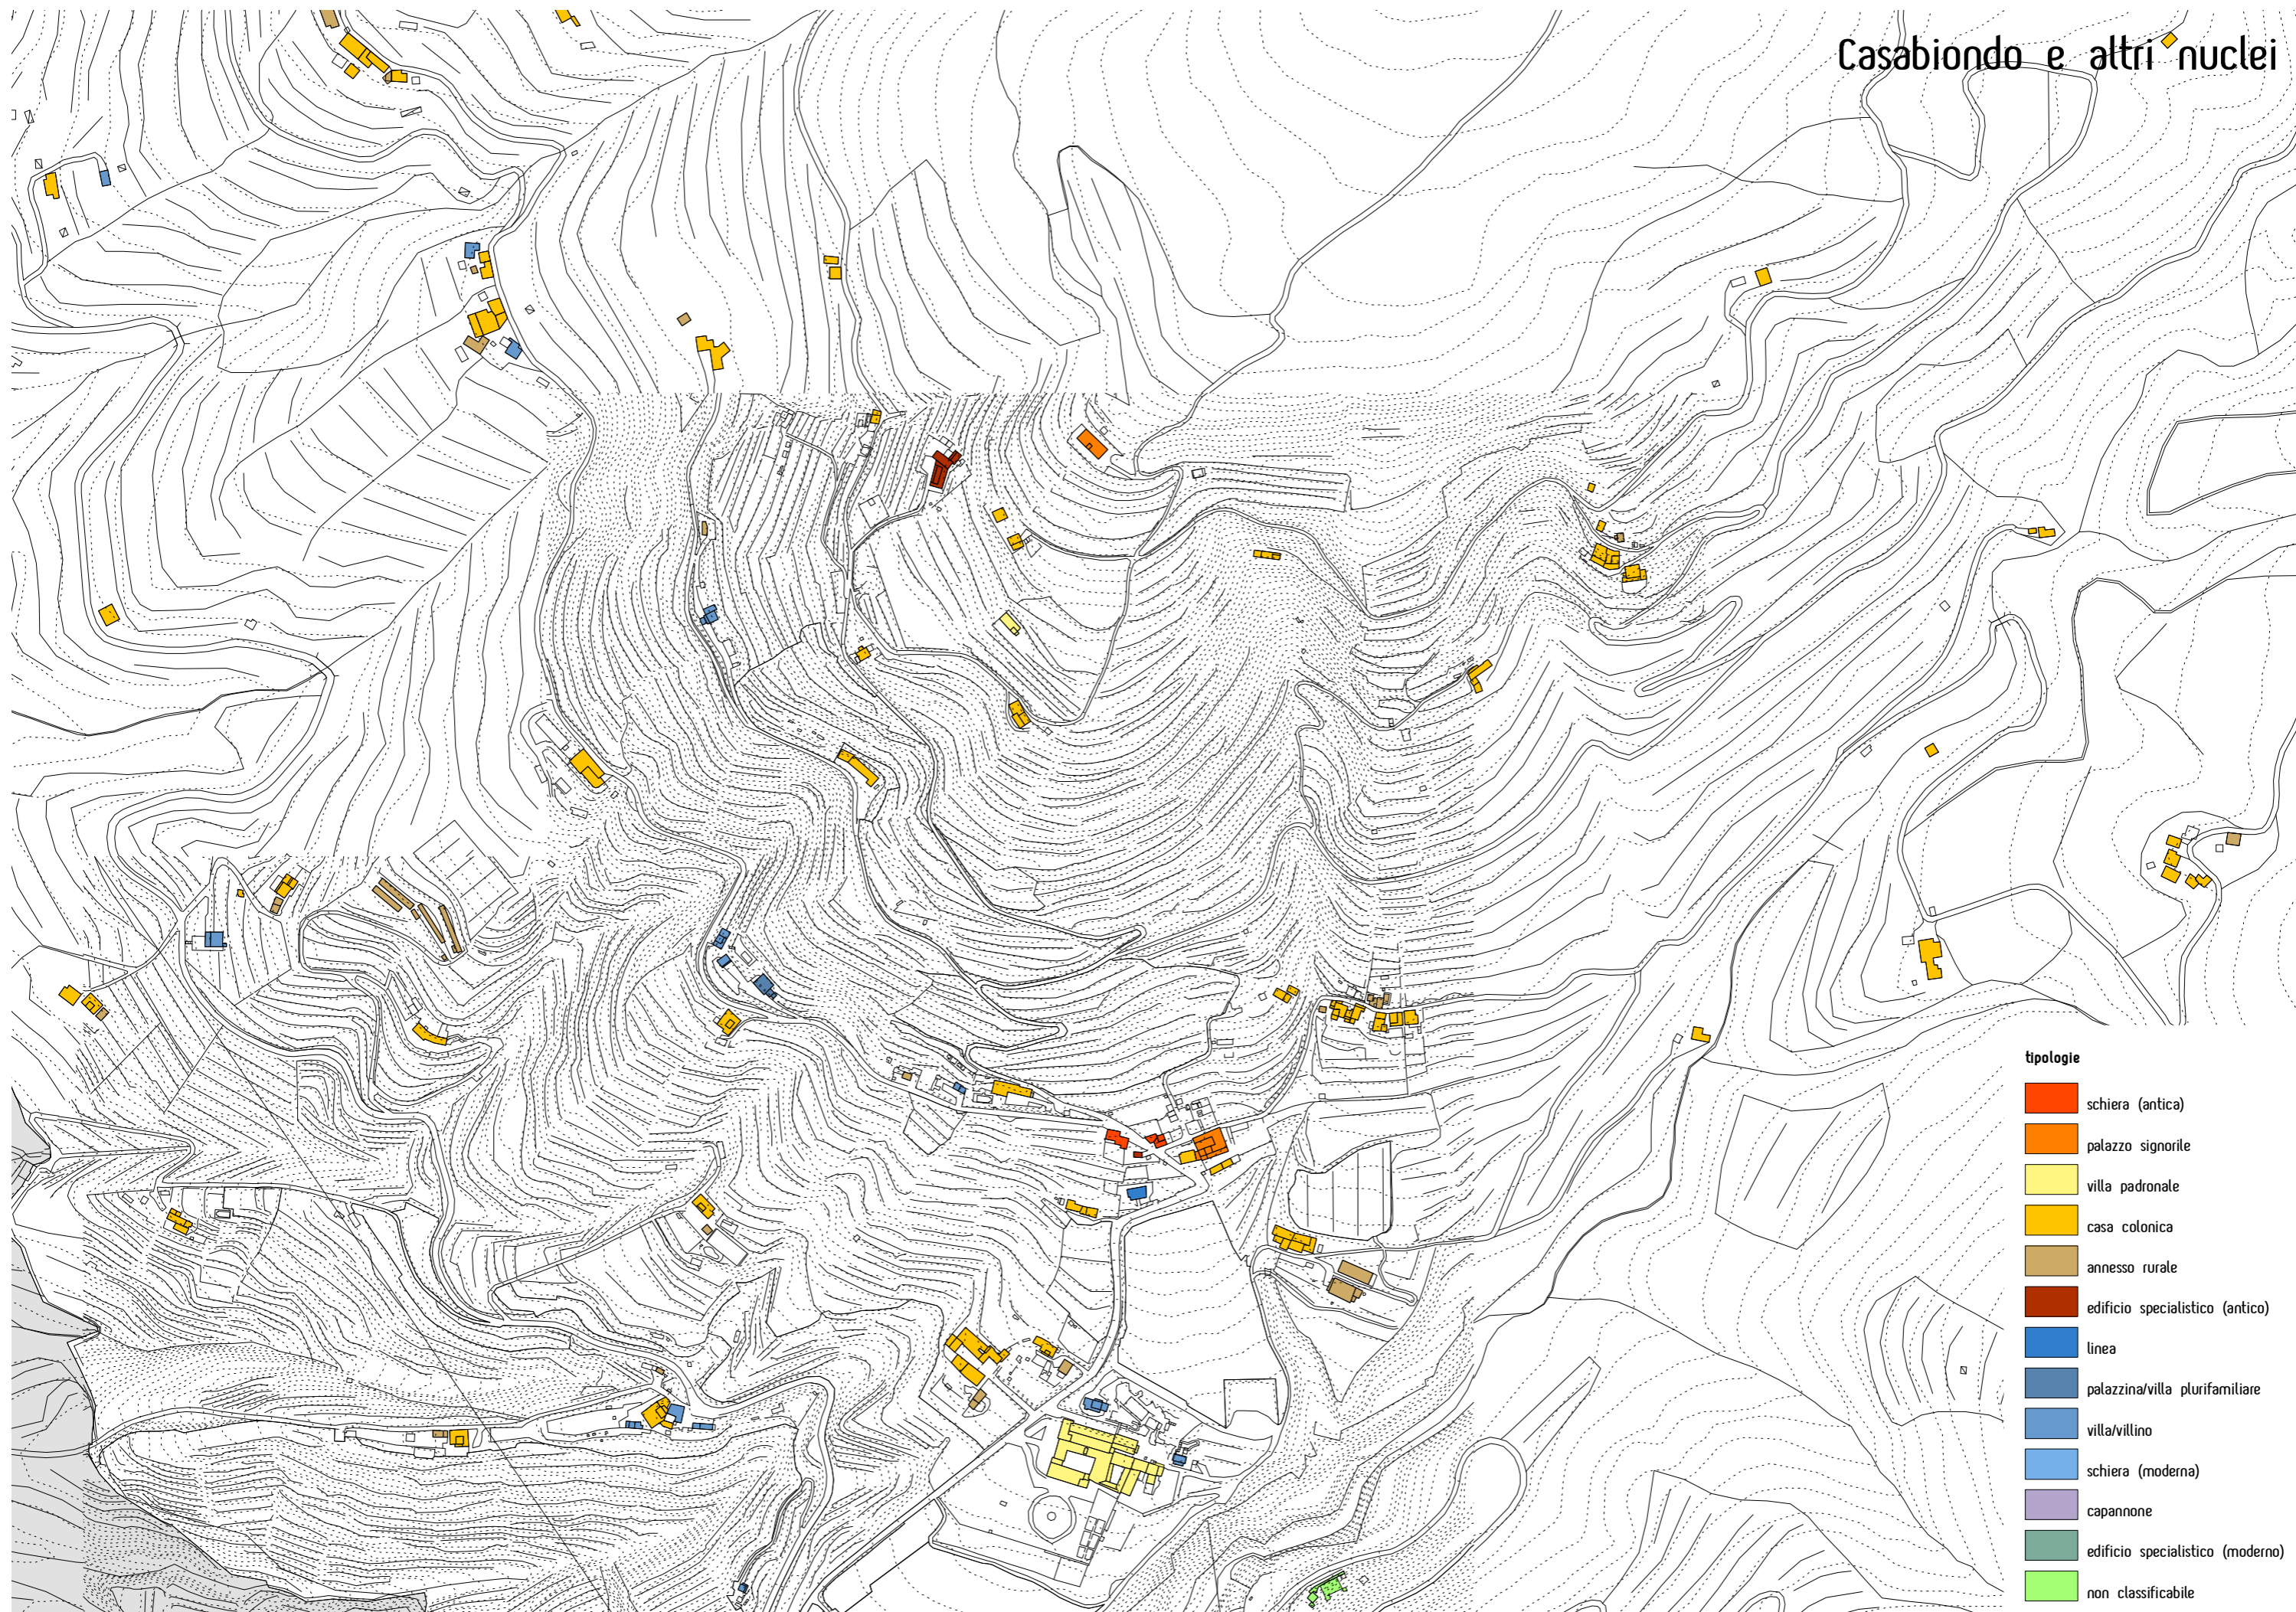 Casabiondo e altri nuclei
tipologie
schiera (antica)
palazzo signorile
villa padronale
casa colonica
annesso rurale
edificio specialistico (antico)
linea
palazzina/villa plurifamiliare
villa/villino
schiera (moderna)
capannone
edificio specialistico (moderno)
non classificabile